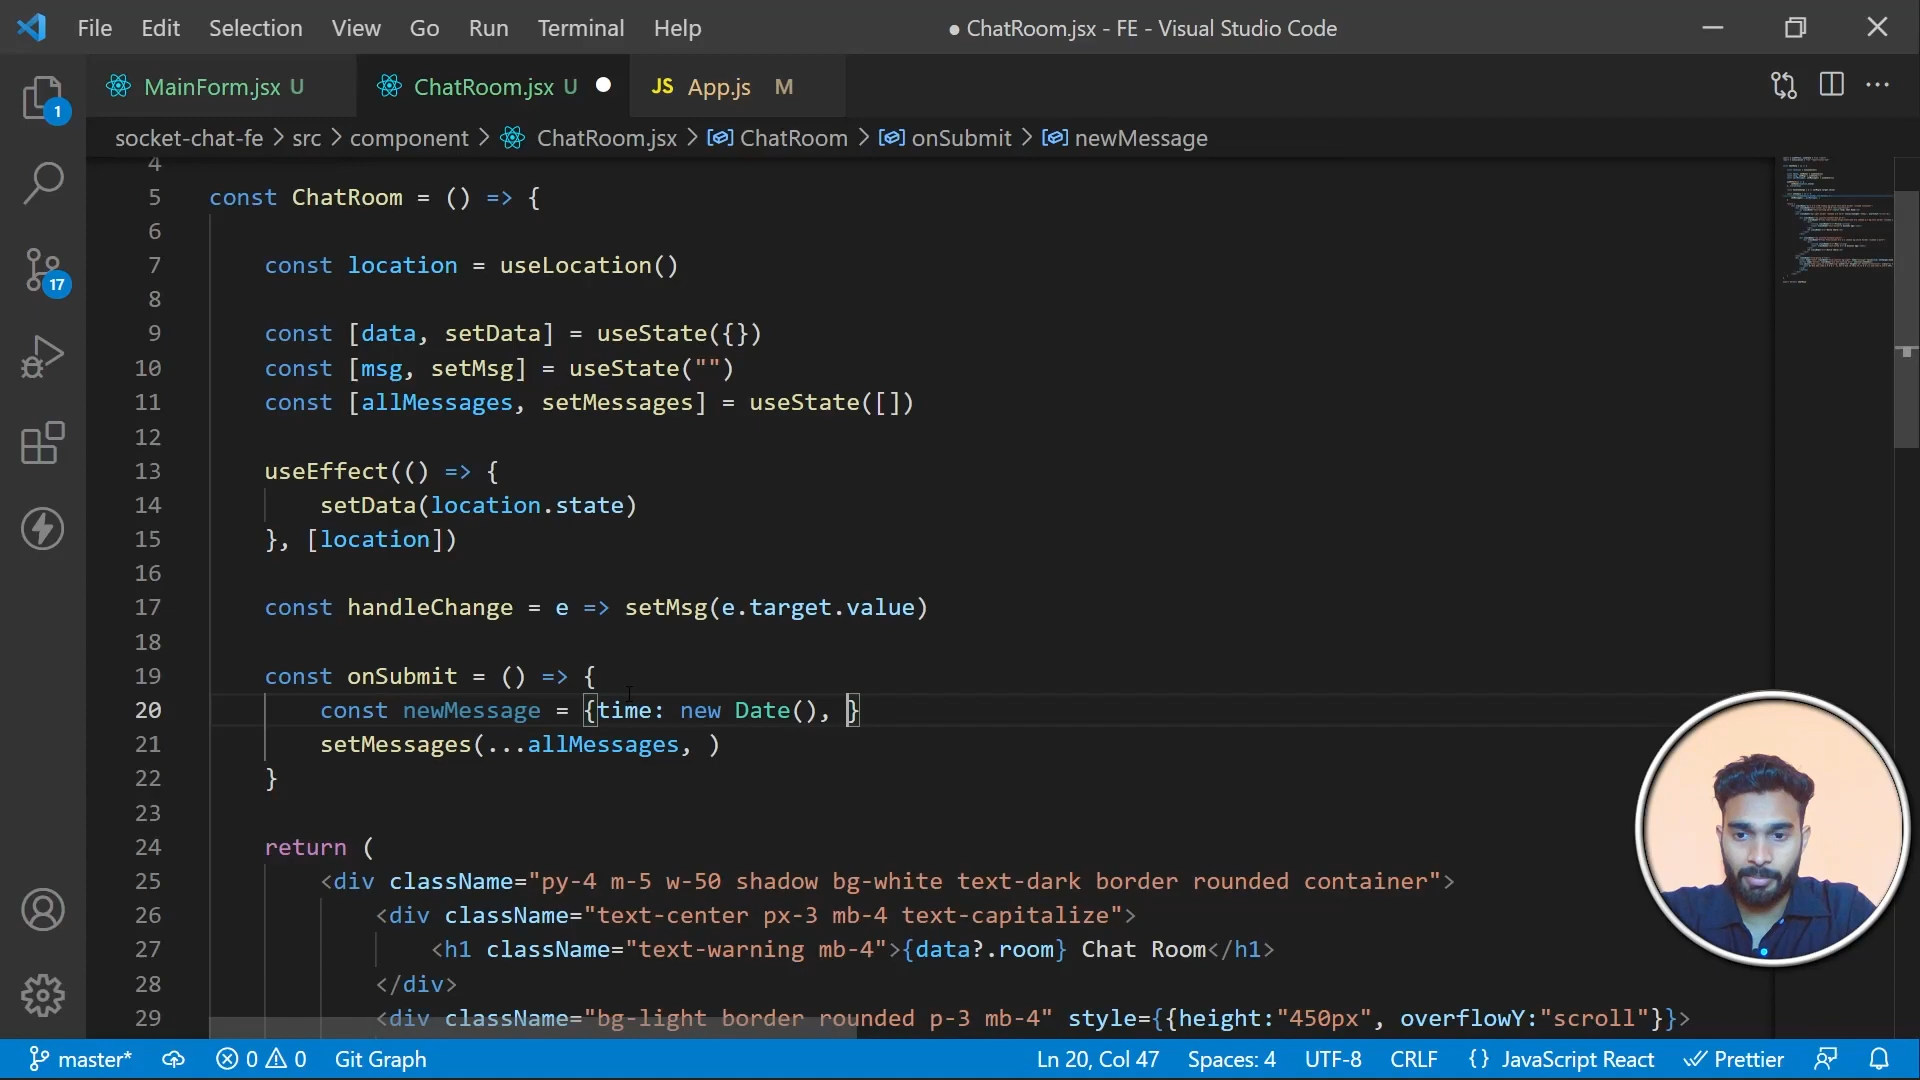 File Edit Selection View Go Run Terminal Help
● ChatRoom.jsx - FE - Visual Studio Code
MainForm.jsx U
ChatRoom.jsx U
JS App.js M
1
17
socket-chat-fe > src > component > ChatRoom.jsx > ChatRoom > onSubmit > newMessage
4
5 const ChatRoom = () => {
6
7 const location = useLocation()
8
9 const [data, setData] = useState({})
10 const [msg, setMsg] = useState("")
11 const [allMessages, setMessages] = useState([])
12
13 useEffect(() => {
14 setData(location.state)
15 }, [location])
16
17 const handleChange = e => setMsg(e.target.value)
18
19 const onSubmit = () => {
20 const newMessage = {time: new Date(), }
21 setMessages(...allMessages, )
22 }
23
24 return (
25 <div className="py-4 m-5 w-50 shadow bg-white text-dark border rounded container">
26 <div className="text-center px-3 mb-4 text-capitalize">
27 <h1 className="text-warning mb-4">{data?.room} Chat Room</h1>
28 </div>
29 <div className="bg-light border rounded p-3 mb-4" style={{height:"450px", overflowY:"scroll"}}>
master* 0 0 Git Graph Ln 20, Col 47 Spaces: 4 UTF-8 CRLF {} JavaScript React Prettier